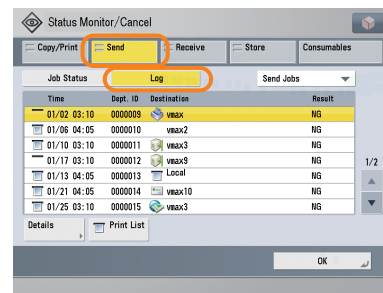 Status Monitor/Cancel
Copy/Print Send Receive Store Consumables
Job Status Log Send Jobs
Time Dept. ID Destination Result
01/02 03:10 0000009 vmax NG
01/06 04:05 0000010 vmax2 NG
01/10 03:10 0000011 vmax3 NG
01/17 03:10 0000012 vmax9 NG
01/13 04:05 0000013 Local NG
01/21 04:05 0000014 vmax10 NG
01/25 03:10 0000015 vmax3 NG
1/2
Details Print List
OK